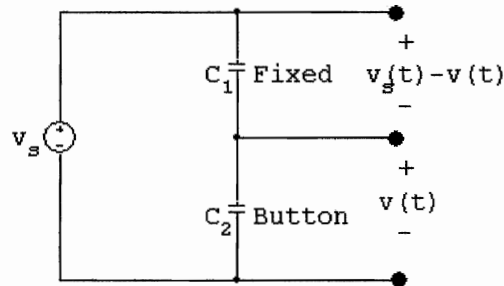 +
C1 Fixed vs(t)-v(t)
-
vs + -
+
C2 Button v(t)
-